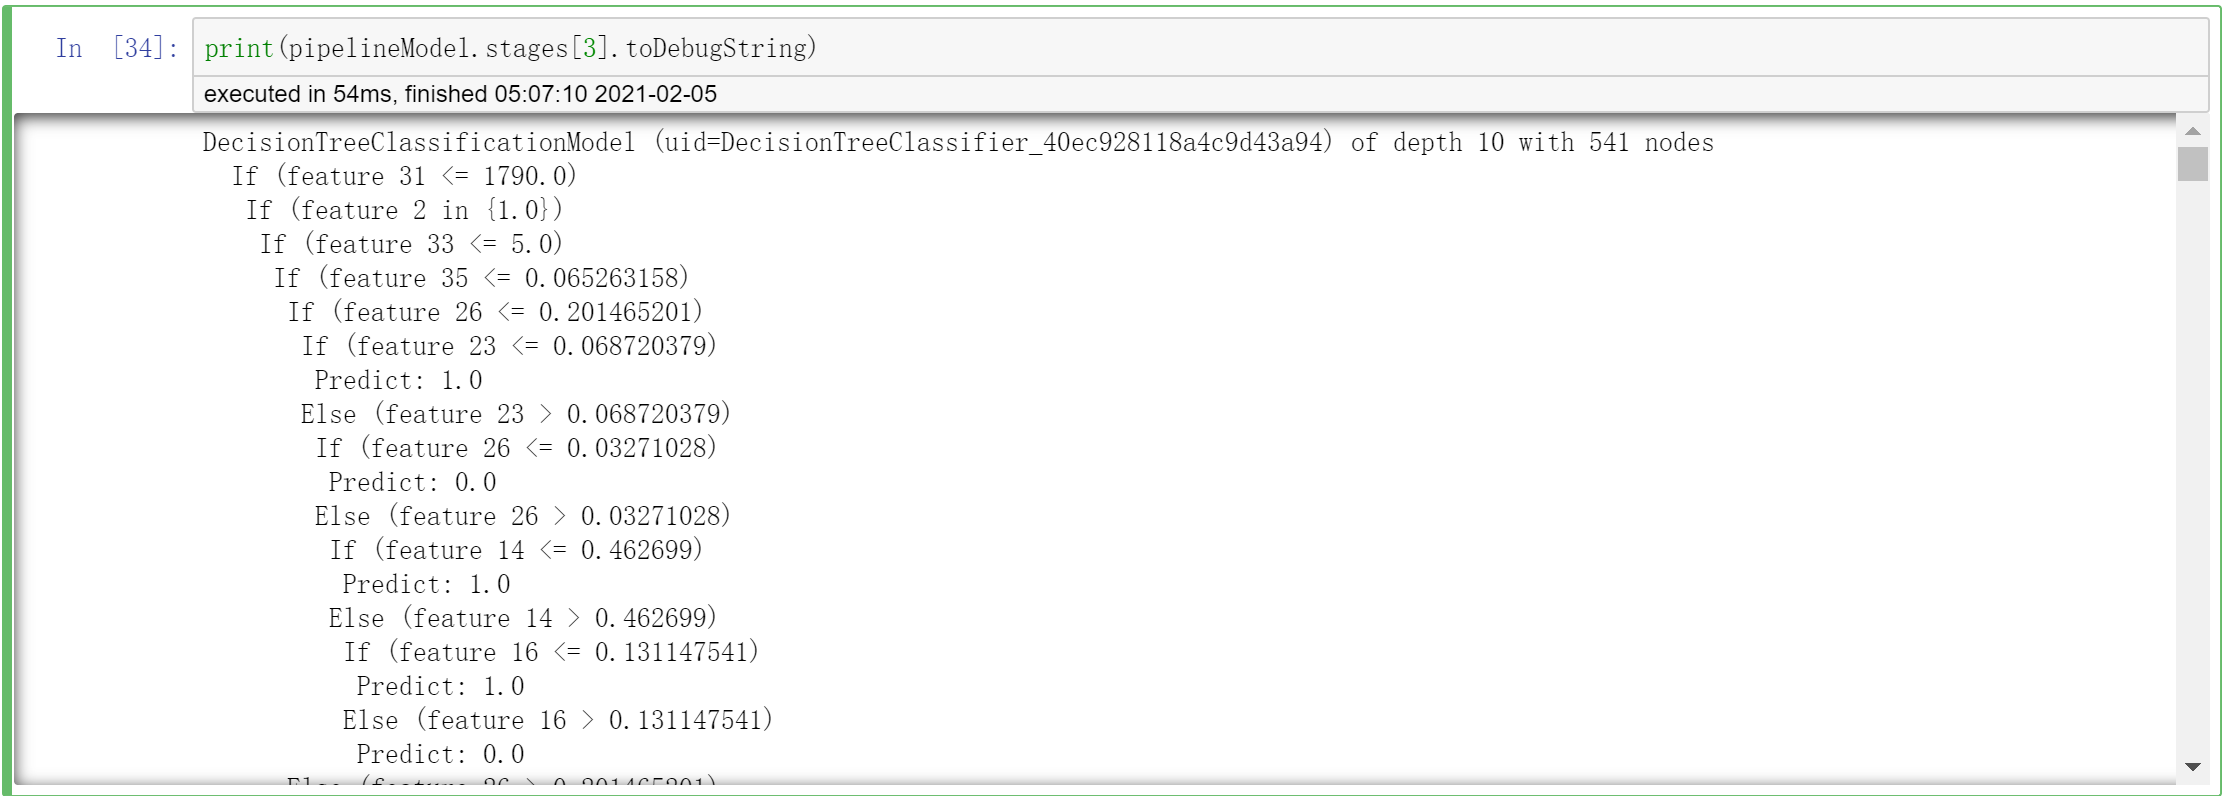 In [34]: print(pipelineModel.stages[3].toDebugString)
executed in 54ms, finished 05:07:10 2021-02-05
DecisionTreeClassificationModel (uid=DecisionTreeClassifier_40ec928118a4c9d43a94) of depth 10 with 541 nodes
If (feature 31 <= 1790.0)
If (feature 2 in {1.0})
If (feature 33 <= 5.0)
If (feature 35 <= 0.065263158)
If (feature 26 <= 0.201465201)
If (feature 23 <= 0.068720379)
Predict: 1.0
Else (feature 23 > 0.068720379)
If (feature 26 <= 0.03271028)
Predict: 0.0
Else (feature 26 > 0.03271028)
If (feature 14 <= 0.462699)
Predict: 1.0
Else (feature 14 > 0.462699)
If (feature 16 <= 0.131147541)
Predict: 1.0
Else (feature 16 > 0.131147541)
Predict: 0.0
Else (feature 26 > 0.201465201)